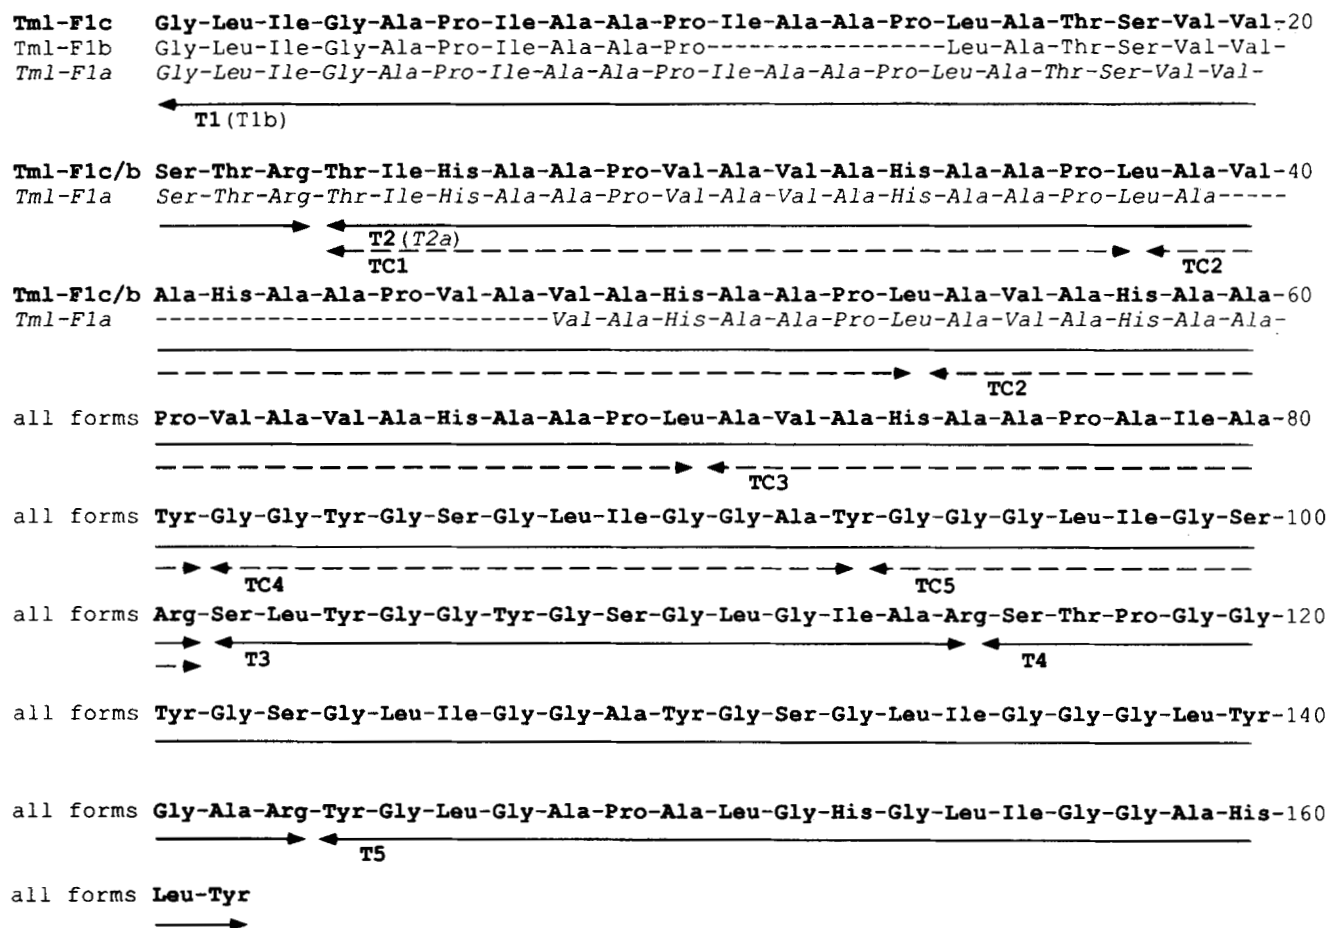 Tml-F1c Gly-Leu-Ile-Gly-Ala-Pro-Ile-Ala-Ala-Pro-Ile-Ala-Ala-Pro-Leu-Ala-Thr-Ser-Val-Val-20
Tml-F1b Gly-Leu-Ile-Gly-Ala-Pro-Ile-Ala-Ala-Pro-----------------Leu-Ala-Thr-Ser-Val-Val-
Tml-F1a Gly-Leu-Ile-Gly-Ala-Pro-Ile-Ala-Ala-Pro-Ile-Ala-Ala-Pro-Leu-Ala-Thr-Ser-Val-Val-
T1 (T1b)
Tml-F1c/b Ser-Thr-Arg-Thr-Ile-His-Ala-Ala-Pro-Val-Ala-Val-Ala-His-Ala-Ala-Pro-Leu-Ala-Val-40
Tml-F1a Ser-Thr-Arg-Thr-Ile-His-Ala-Ala-Pro-Val-Ala-Val-Ala-His-Ala-Ala-Pro-Leu-Ala-----
T2 (T2a)
TC1 TC2
Tml-F1c/b Ala-His-Ala-Ala-Pro-Val-Ala-Val-Ala-His-Ala-Ala-Pro-Leu-Ala-Val-Ala-His-Ala-Ala-60
Tml-F1a ----------------------------Val-Ala-His-Ala-Ala-Pro-Leu-Ala-Val-Ala-His-Ala-Ala-
TC2
all forms Pro-Val-Ala-Val-Ala-His-Ala-Ala-Pro-Leu-Ala-Val-Ala-His-Ala-Ala-Pro-Ala-Ile-Ala-80
TC3
all forms Tyr-Gly-Gly-Tyr-Gly-Ser-Gly-Leu-Ile-Gly-Gly-Ala-Tyr-Gly-Gly-Gly-Leu-Ile-Gly-Ser-100
TC4 TC5
all forms Arg-Ser-Leu-Tyr-Gly-Gly-Tyr-Gly-Ser-Gly-Leu-Gly-Ile-Ala-Arg-Ser-Thr-Pro-Gly-Gly-120
T3 T4
all forms Tyr-Gly-Ser-Gly-Leu-Ile-Gly-Gly-Ala-Tyr-Gly-Ser-Gly-Leu-Ile-Gly-Gly-Gly-Leu-Tyr-140
all forms Gly-Ala-Arg-Tyr-Gly-Leu-Gly-Ala-Pro-Ala-Leu-Gly-His-Gly-Leu-Ile-Gly-Gly-Ala-His-160
T5
all forms Leu-Tyr